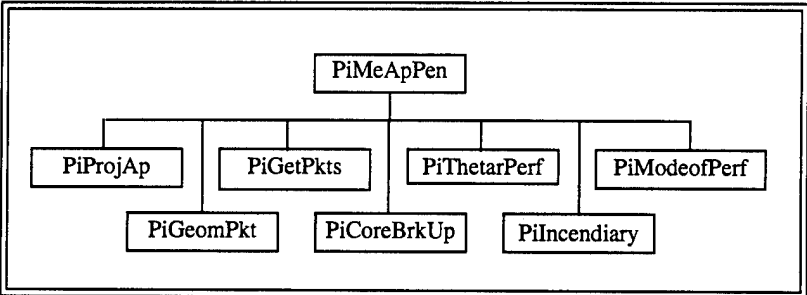 PiMeApPen
PiProjAp
PiGetPkts
PiThetarPerf
PiModeofPerf
PiGeomPkt
PiCoreBrkUp
PiIncendiary